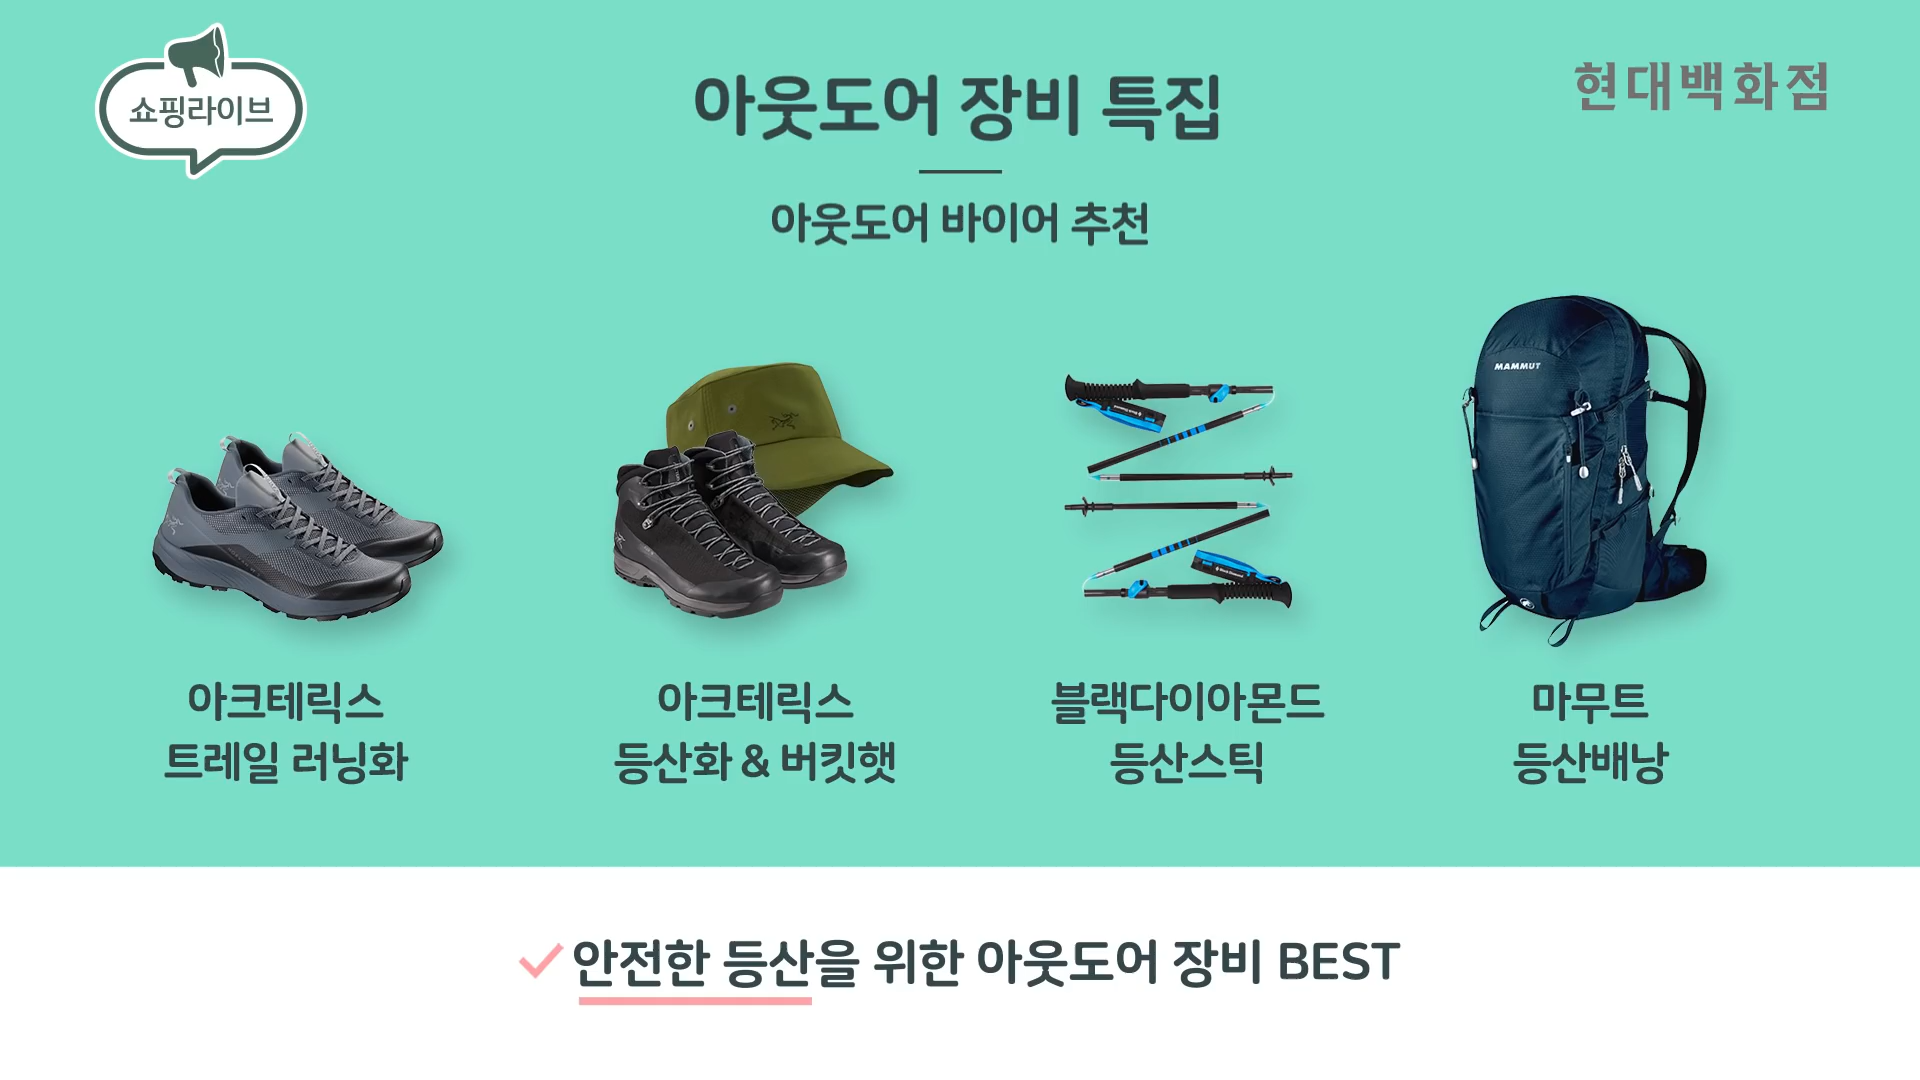 쇼핑라이브
아웃도어 장비 특집
현대백화점
아웃도어 바이어 추천
MAMMUT
아크테릭스
트레일 러닝화
아크테릭스
등산화 & 버킷햇
블랙다이아몬드
등산스틱
마무트
등산배낭
안전한 등산을 위한 아웃도어 장비 BEST